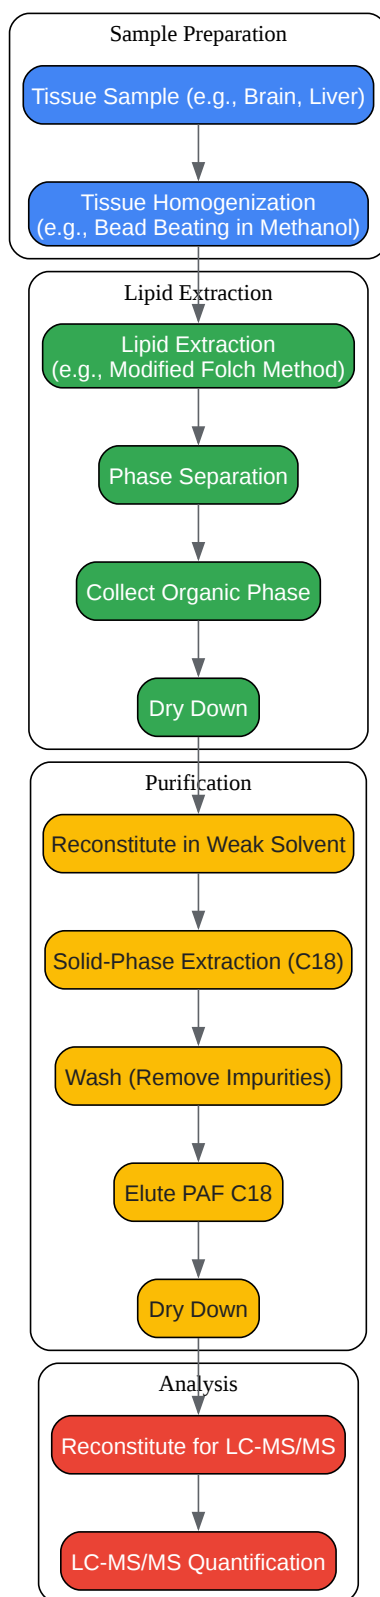 Sample Preparation
Tissue Sample (e.g., Brain, Liver)
Tissue Homogenization
(e.g., Bead Beating in Methanol)
Lipid Extraction
Lipid Extraction
(e.g., Modified Folch Method)
Phase Separation
Collect Organic Phase
Dry Down
Purification
Reconstitute in Weak Solvent
Solid-Phase Extraction (C18)
Wash (Remove Impurities)
Elute PAF C18
Dry Down
Analysis
Reconstitute for LC-MS/MS
LC-MS/MS Quantification